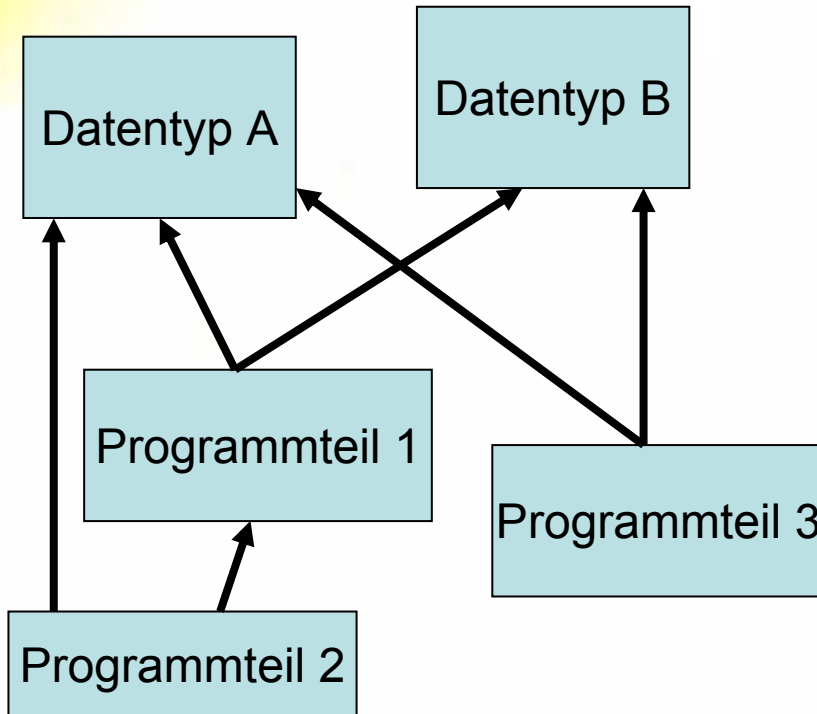 Datentyp A
Datentyp B
Programmteil 1
Programmteil 3
Programmteil 2